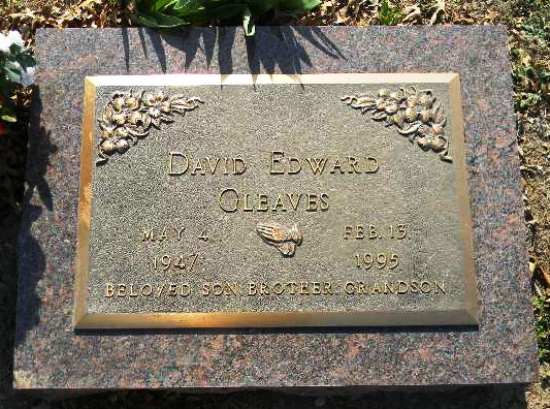 David Edward
Gleaves
May 4, Feb. 13,
1947 1995
Beloved Son Brother Grandson